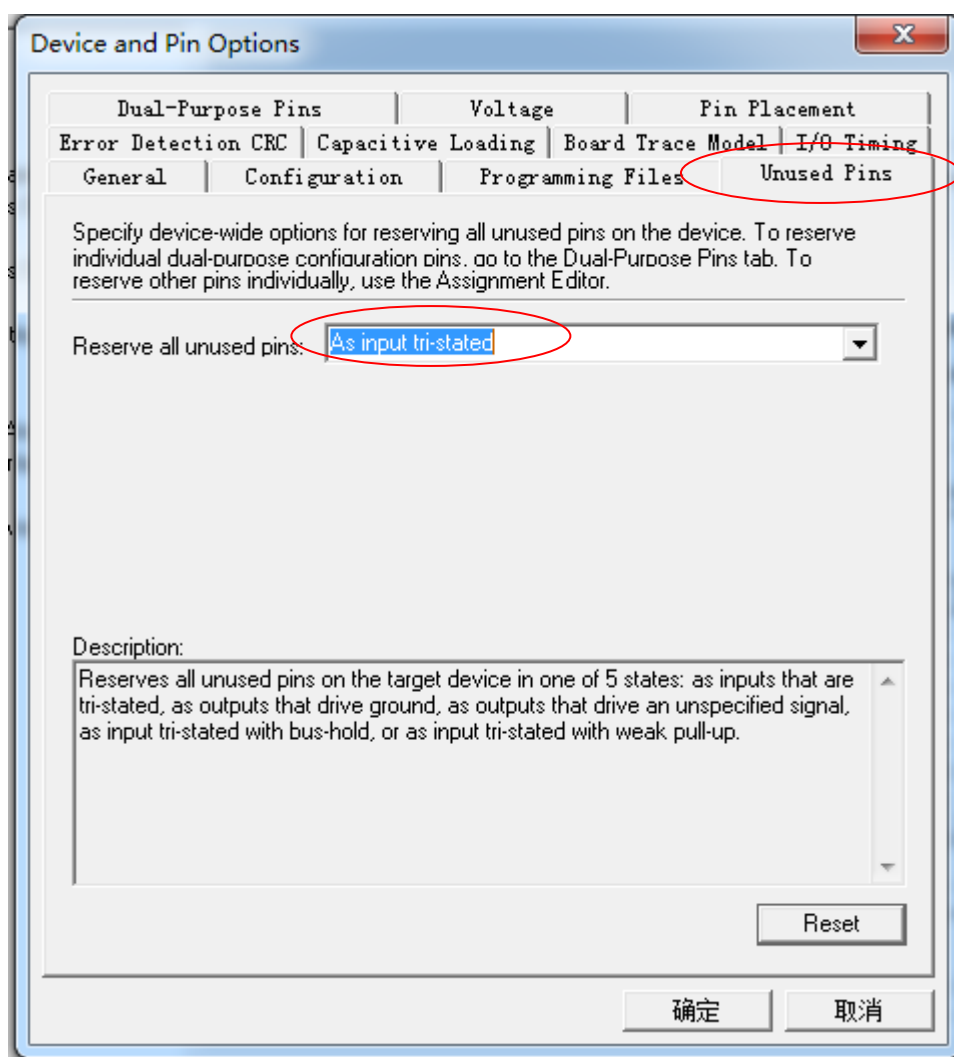 Device and Pin Options
Dual-Purpose Pins Voltage Pin Placement
Error Detection CRC Capacitive Loading Board Trace Model I/O Timing
General Configuration Programming Files Unused Pins
Specify device-wide options for reserving all unused pins on the device. To reserve
individual dual-purpose configuration pins, go to the Dual-Purpose Pins tab. To
reserve other pins individually, use the Assignment Editor.
Reserve all unused pins: As input tri-stated
Description:
Reserves all unused pins on the target device in one of 5 states: as inputs that are
tri-stated, as outputs that drive ground, as outputs that drive an unspecified signal,
as input tri-stated with bus-hold, or as input tri-stated with weak pull-up.
Reset
确定 取消